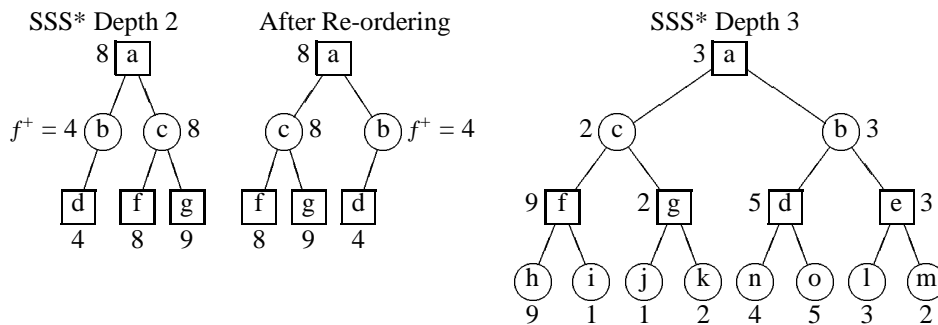 SSS* Depth 2 After Re-ordering SSS* Depth 3
8 a 8 a 3 a
f+ = 4 b c 8 c 8 b f+ = 4 2 c b 3
d f g f g d 9 f 2 g 5 d e 3
4 8 9 8 9 4
h i j k n o l m
9 1 1 2 4 5 3 2